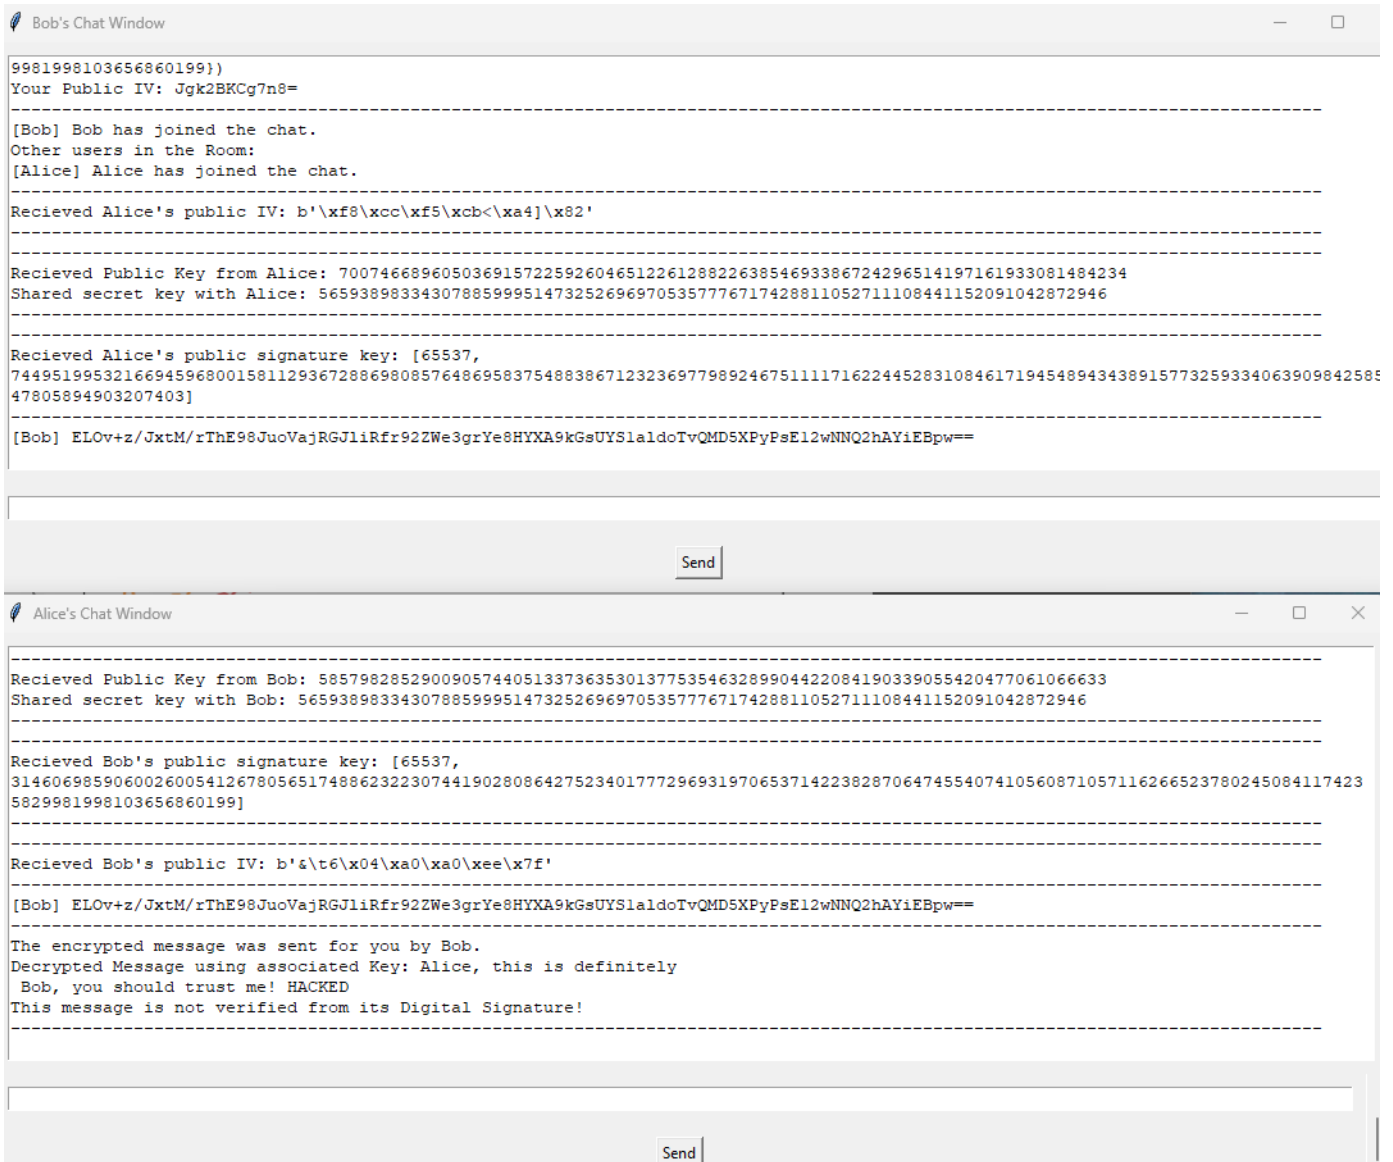 Bob's Chat Window
9981998103656860199})
Your Public IV: Jgk2BKCg7n8=
--------------------------------------------------------------------------------------------------------------------------------
[Bob] Bob has joined the chat.
Other users in the Room:
[Alice] Alice has joined the chat.
--------------------------------------------------------------------------------------------------------------------------------
Recieved Alice's public IV: b'\xf8\xcc\xf5\xcb<\xa4]\x82'
--------------------------------------------------------------------------------------------------------------------------------
--------------------------------------------------------------------------------------------------------------------------------
Recieved Public Key from Alice: 70074668960503691572259260465122612882263854693386724296514197161933081484234
Shared secret key with Alice: 56593898334307885999514732526969705357776717428811052711108441152091042872946
--------------------------------------------------------------------------------------------------------------------------------
--------------------------------------------------------------------------------------------------------------------------------
Recieved Alice's public signature key: [65537,
744951995321669459680015811293672886980857648695837548838671232369779892467511117162244528310846171945489434389157732593340639098425​85
47805894903207403]
--------------------------------------------------------------------------------------------------------------------------------
[Bob] ELOv+z/JxtM/rThE98JuoVajRGJliRfr92ZWe3grYe8HYXA9kGsUYS1aldoTvQMD5XPyPsE12wNNQ2hAYiEBpw==
Send
Alice's Chat Window
--------------------------------------------------------------------------------------------------------------------------------
Recieved Public Key from Bob: 58579828529009057440513373635301377535463289904422084190339055420477061066633
Shared secret key with Bob: 56593898334307885999514732526969705357776717428811052711108441152091042872946
--------------------------------------------------------------------------------------------------------------------------------
--------------------------------------------------------------------------------------------------------------------------------
Recieved Bob's public signature key: [65537,
314606985906002600541267805651748862322307441902808642752340177729693197065371422382870647455407410560871057116266523780245084117423
5829981998103656860199]
--------------------------------------------------------------------------------------------------------------------------------
--------------------------------------------------------------------------------------------------------------------------------
Recieved Bob's public IV: b'&\t6\x04\xa0\xa0\xee\x7f'
--------------------------------------------------------------------------------------------------------------------------------
[Bob] ELOv+z/JxtM/rThE98JuoVajRGJliRfr92ZWe3grYe8HYXA9kGsUYS1aldoTvQMD5XPyPsE12wNNQ2hAYiEBpw==
--------------------------------------------------------------------------------------------------------------------------------
The encrypted message was sent for you by Bob.
Decrypted Message using associated Key: Alice, this is definitely
 Bob, you should trust me! HACKED
This message is not verified from its Digital Signature!
--------------------------------------------------------------------------------------------------------------------------------
Send